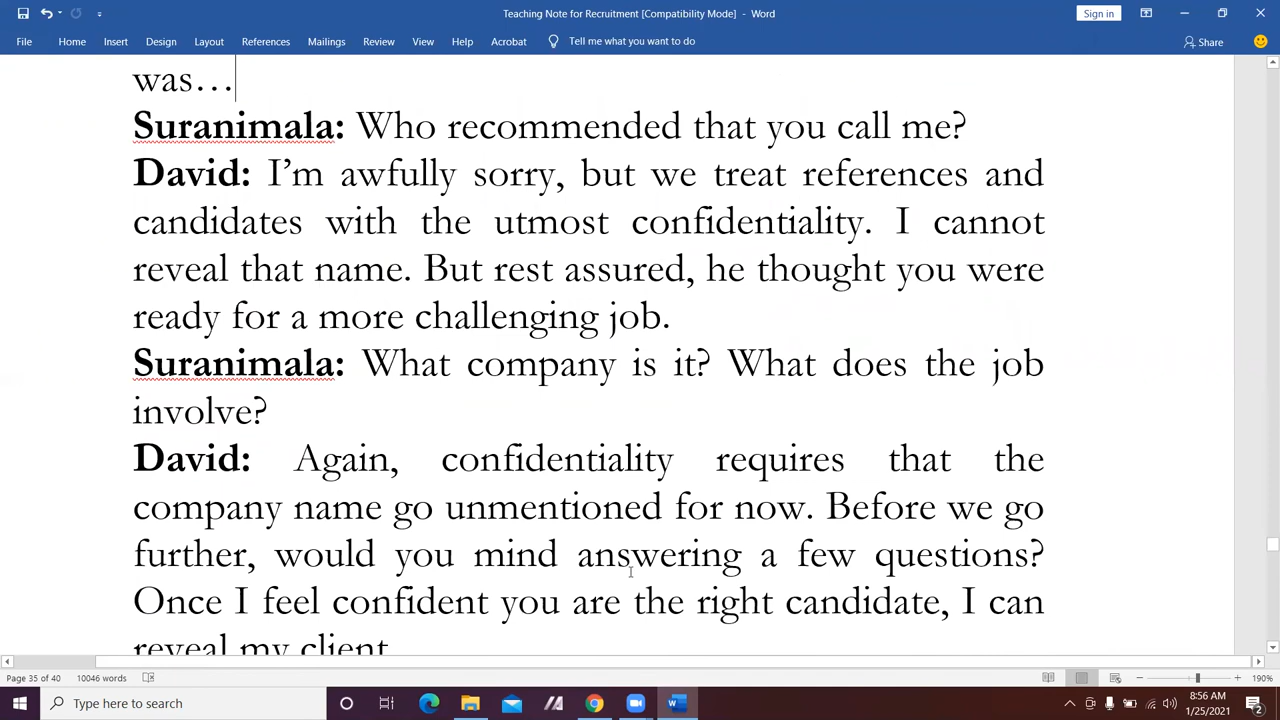 Teaching Note for Recruitment [Compatibility Mode] - Word
Sign in
File Home Insert Design Layout References Mailings Review View Help Acrobat Tell me what you want to do Share
was…
Suranimala: Who recommended that you call me?
David: I’m awfully sorry, but we treat references and
candidates with the utmost confidentiality. I cannot
reveal that name. But rest assured, he thought you were
ready for a more challenging job.
Suranimala: What company is it? What does the job
involve?
David: Again, confidentiality requires that the
company name go unmentioned for now. Before we go
further, would you mind answering a few questions?
Once I feel confident you are the right candidate, I can
reveal my client
Page 35 of 40 10046 words 190%
Type here to search
8:56 AM
1/25/2021
2